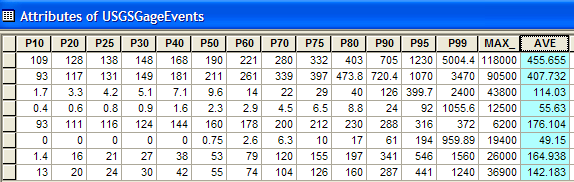 Attributes of USGSGageEvents
P10 P20 P25 P30 P40 P50 P60 P70 P75 P80 P90 P95 P99 MAX_ AVE
109 128 138 148 168 190 221 280 332 403 705 1230 5004.4 118000 455.655
93 117 131 149 181 211 261 339 397 473.8 720.4 1070 3470 90500 407.732
1.7 3.3 4.2 5.1 7.1 9.6 14 22 29 40 126 399.7 2400 43800 114.03
0.4 0.6 0.8 0.9 1.6 2.3 2.9 4.5 6.5 8.8 24 92 1055.6 12500 55.63
93 111 116 124 144 160 178 200 212 230 288 316 372 6200 176.104
0 0 0 0 0 0.75 2.6 6.3 10 17 61 194 959.89 19400 49.15
1.4 16 21 27 38 53 79 120 155 197 341 546 1560 26000 164.938
13 20 24 30 42 55 74 104 126 160 287 441 1240 36900 142.183